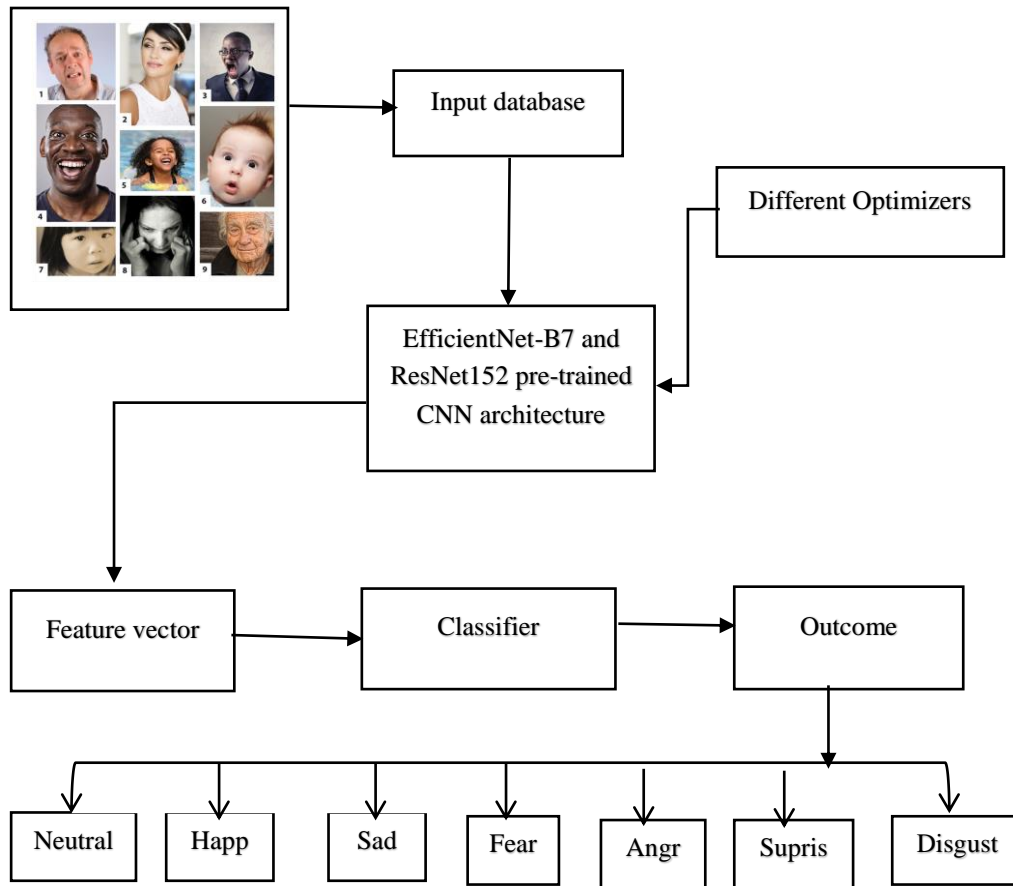 1
2
3
4
5
6
7
8
9
Input database
Different Optimizers
EfficientNet-B7 and
ResNet152 pre-trained
CNN architecture
Feature vector
Classifier
Outcome
Neutral
Happ
Sad
Fear
Angr
Supris
Disgust